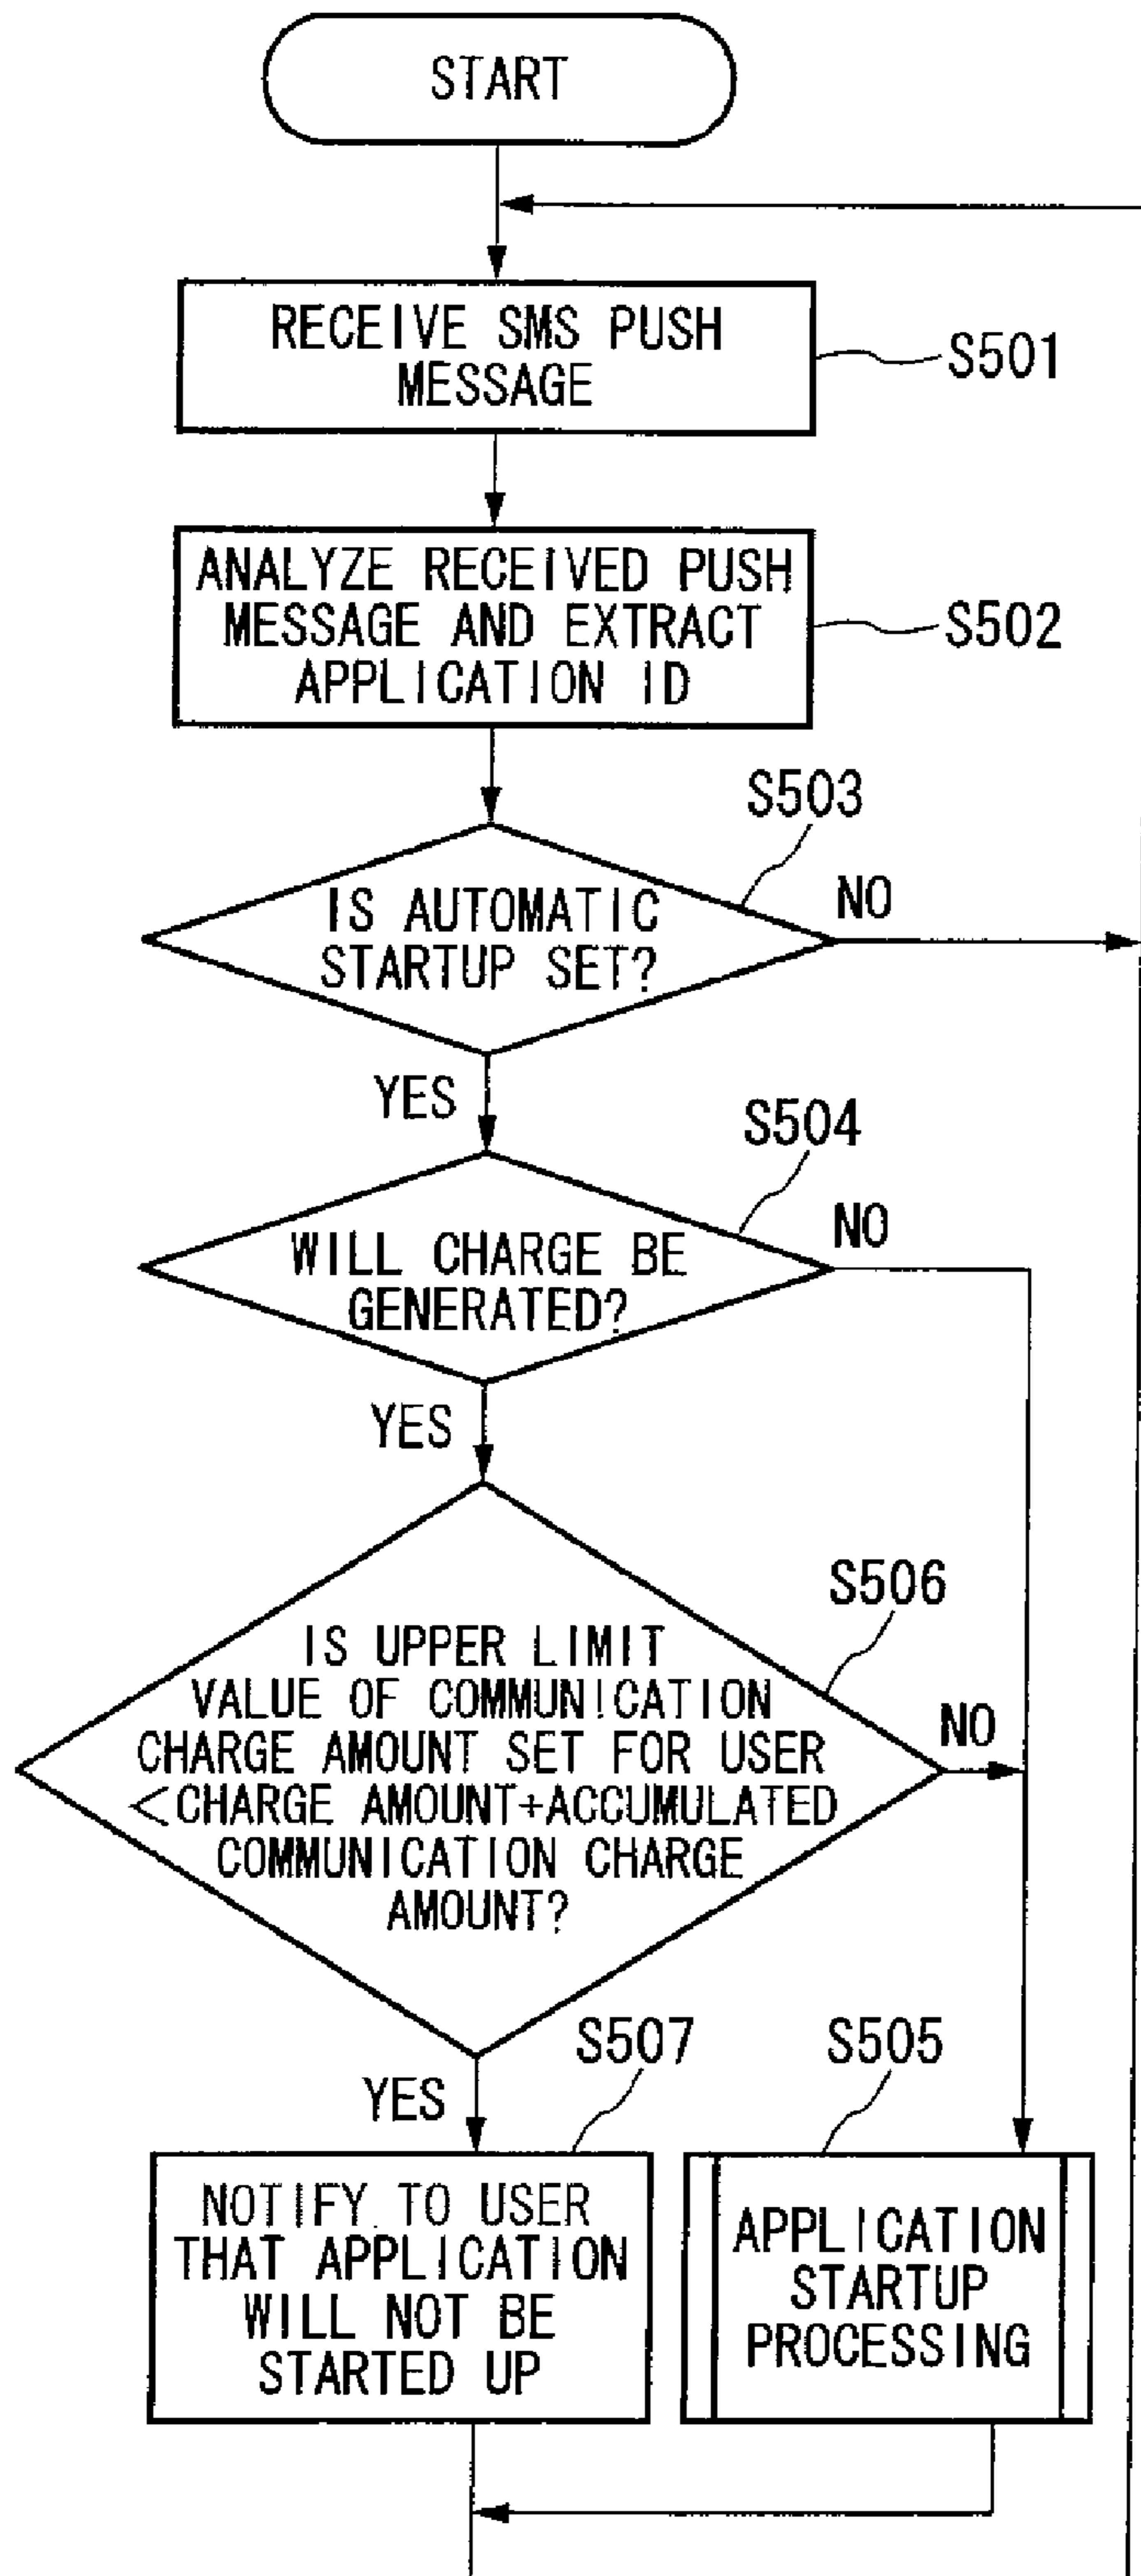 START
RECEIVE SMS PUSH
MESSAGE
S501
ANALYZE RECEIVED PUSH
MESSAGE AND EXTRACT
APPLICATION ID
S502
S503
IS AUTOMATIC
STARTUP SET?
NO
YES
S504
WILL CHARGE BE
GENERATED?
NO
YES
S506
IS UPPER LIMIT
VALUE OF COMMUNICATION
CHARGE AMOUNT SET FOR USER
<CHARGE AMOUNT+ACCUMULATED
COMMUNICATION CHARGE
AMOUNT?
NO
YES
S507
NOTIFY TO USER
THAT APPLICATION
WILL NOT BE
STARTED UP
S505
APPLICATION
STARTUP
PROCESSING